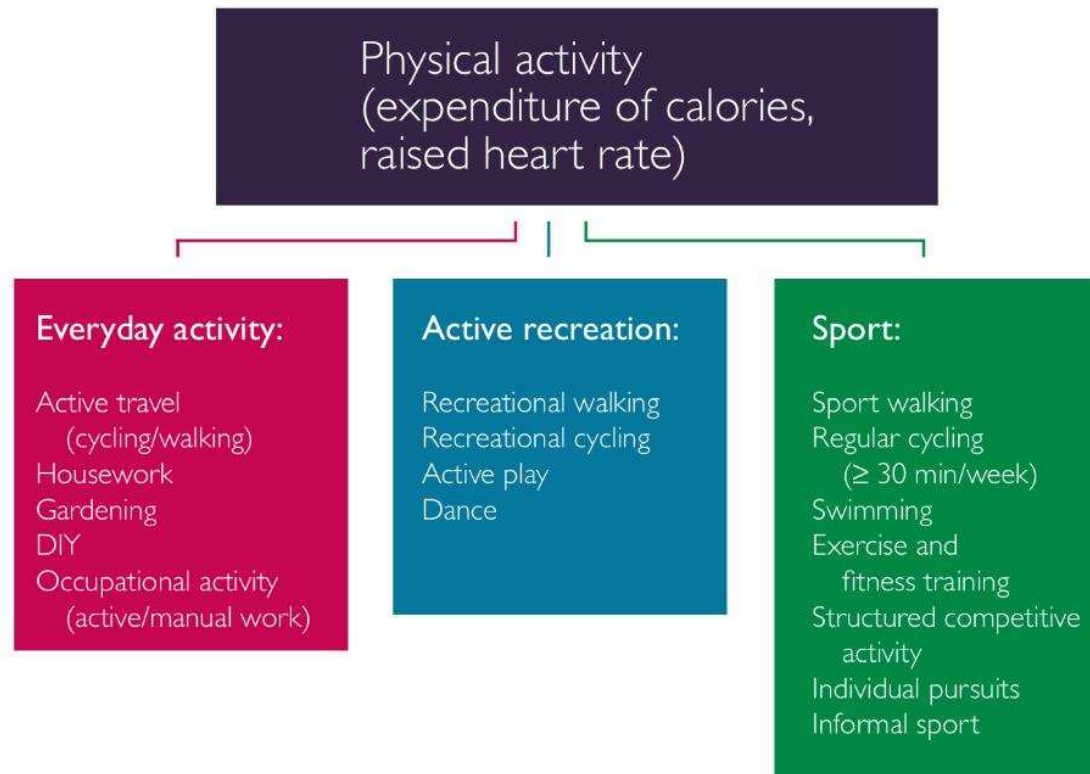 Physical activity
(expenditure of calories,
raised heart rate)
Everyday activity:
Active travel
(cycling/walking)
Housework
Gardening
DIY
Occupational activity
(active/manual work)
Active recreation:
Recreational walking
Recreational cycling
Active play
Dance
Sport:
Sport walking
Regular cycling
(≥ 30 min/week)
Swimming
Exercise and
fitness training
Structured competitive
activity
Individual pursuits
Informal sport